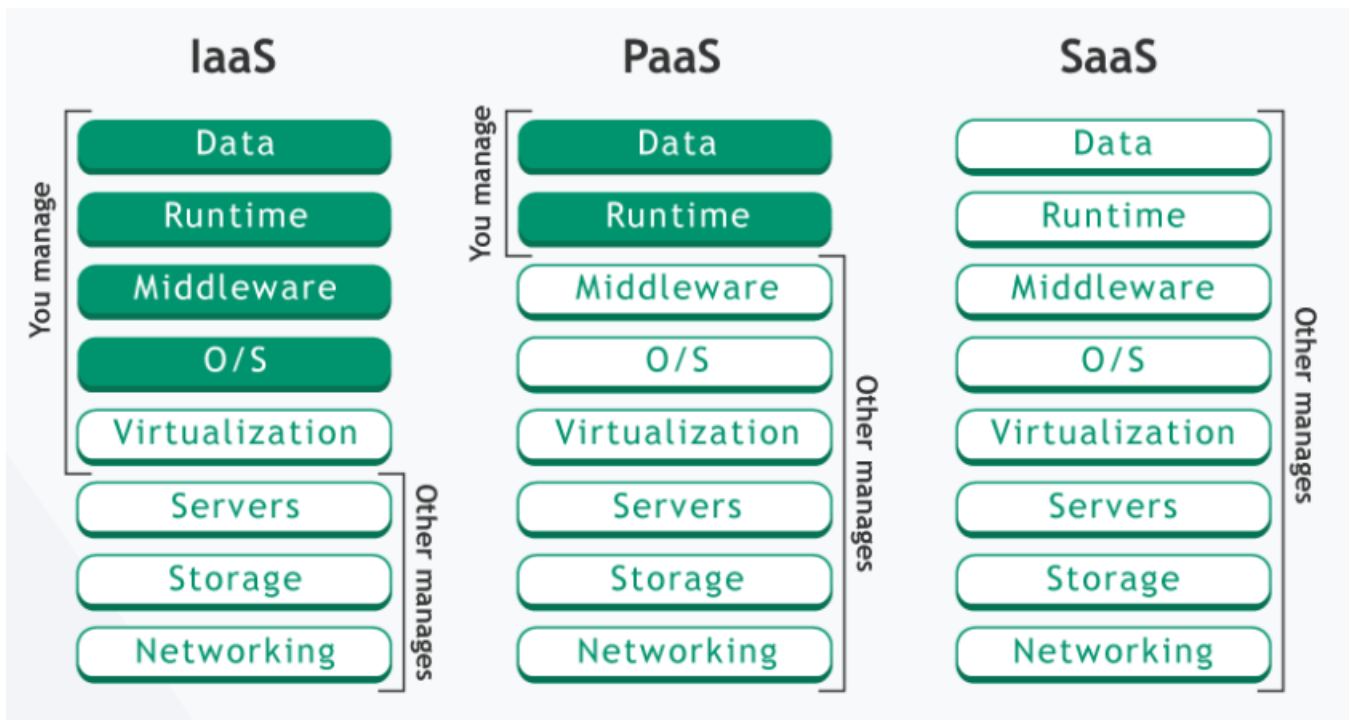 IaaS
You manage
Data
Runtime
Middleware
O/S
Virtualization
Servers
Storage
Networking
Other manages
PaaS
You manage
Data
Runtime
Middleware
O/S
Virtualization
Servers
Storage
Networking
Other manages
SaaS
Data
Runtime
Middleware
O/S
Virtualization
Servers
Storage
Networking
Other manages